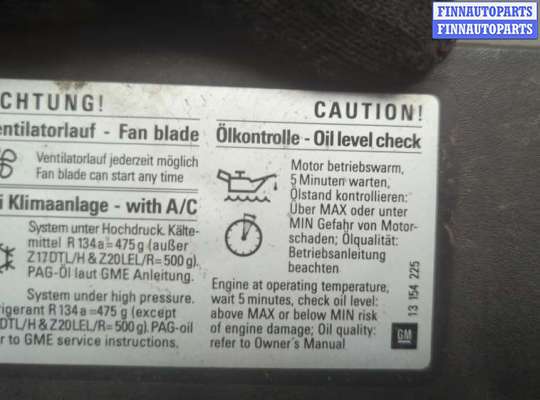 FINNAUTOPARTS
FINNAUTOPARTS
CHTUNG!
CAUTION!
entilatorlauf - Fan blade
Ventilatorlauf jederzeit möglich
Fan blade can start any time
i Klimaanlage - with A/C
System unter Hochdruck. Kälte-
mittel R 134 a = 475 g (außer
Z17DTL/H & Z20LEL/R = 500 g).
PAG-Öl laut GME Anleitung.
System under high pressure.
rigerant R 134 a = 475 g (except
DTL/H & Z20LEL/R = 500 g). PAG-oil
r to GME service instructions.
Ölkontrolle - Oil level check
Motor betriebswarm,
5 Minuten warten,
Ölstand kontrollieren:
Über MAX oder unter
MIN Gefahr von Motor-
schaden; Ölqualität:
Betriebsanleitung
beachten
Engine at operating temperature,
wait 5 minutes, check oil level:
above MAX or below MIN risk
of engine damage; Oil quality:
refer to Owner´s Manual
GM
13 154 225